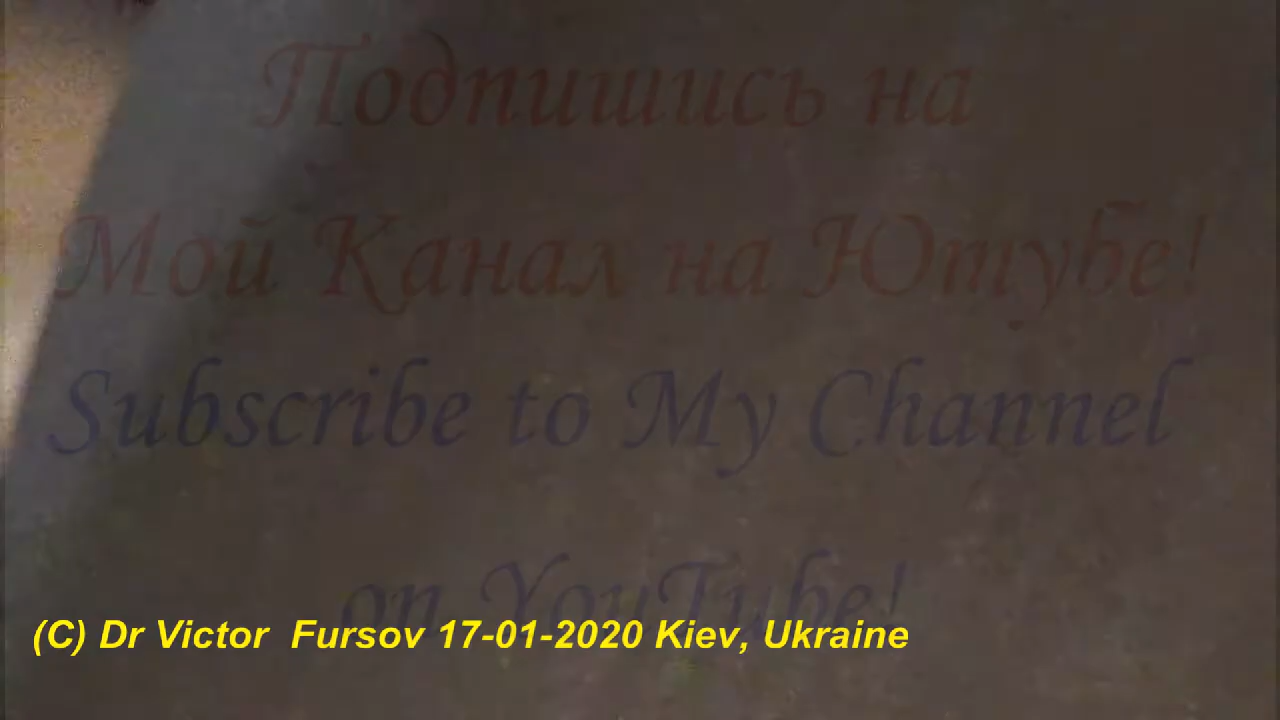 Подпишись на
Мой Канал на Ютубе!
Subscribe to My Channel
on YouTube!
(C) Dr Victor  Fursov 17-01-2020 Kiev, Ukraine